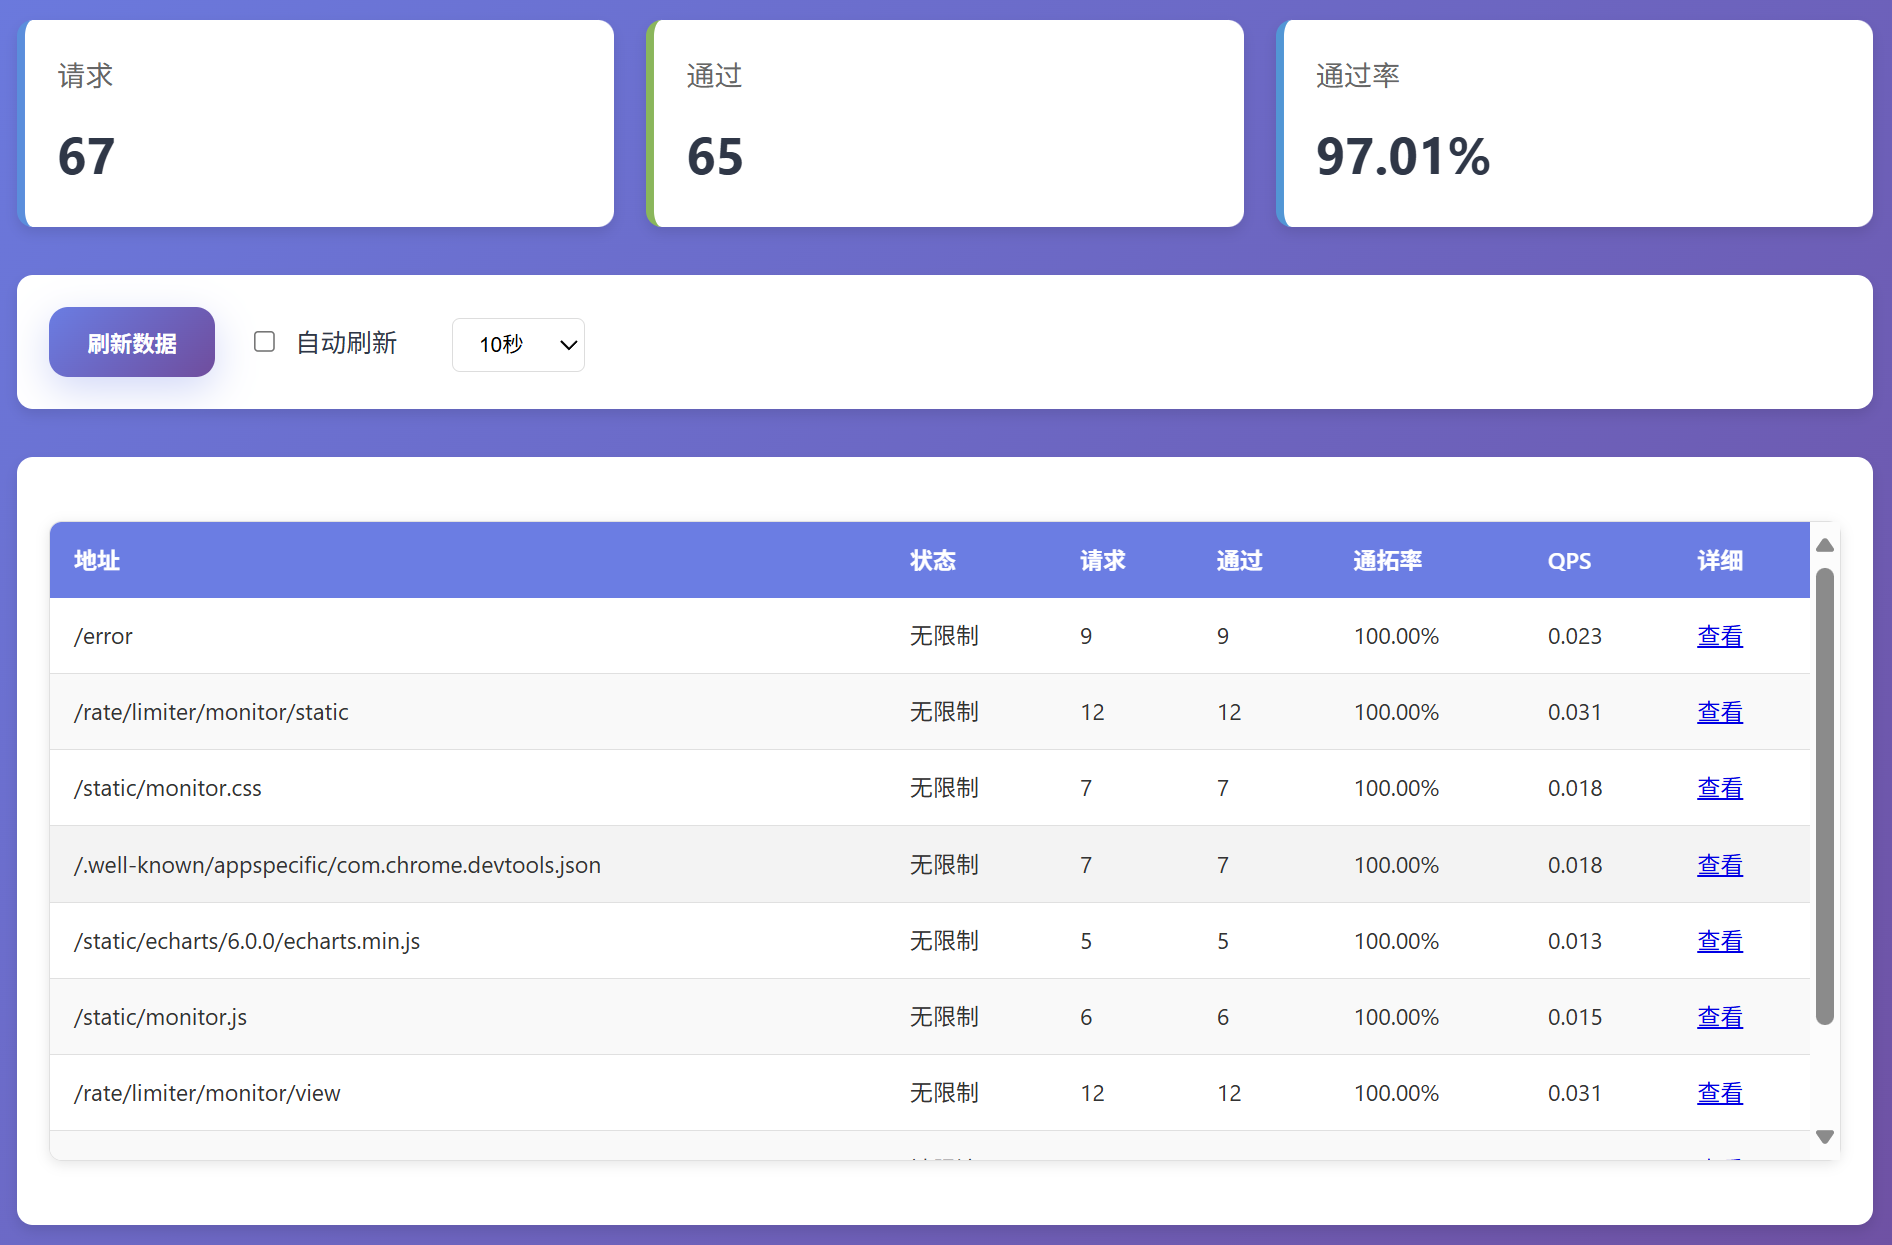 请求 通过 通过率
67 65 97.01%
刷新数据 自动刷新 10秒
地址 状态 请求 通过 通拓率 QPS 详细
/error 无限制 9 9 100.00% 0.023 查看
/rate/limiter/monitor/static 无限制 12 12 100.00% 0.031 查看
/static/monitor.css 无限制 7 7 100.00% 0.018 查看
/.well-known/appspecific/com.chrome.devtools.json 无限制 7 7 100.00% 0.018 查看
/static/echarts/6.0.0/echarts.min.js 无限制 5 5 100.00% 0.013 查看
/static/monitor.js 无限制 6 6 100.00% 0.015 查看
/rate/limiter/monitor/view 无限制 12 12 100.00% 0.031 查看